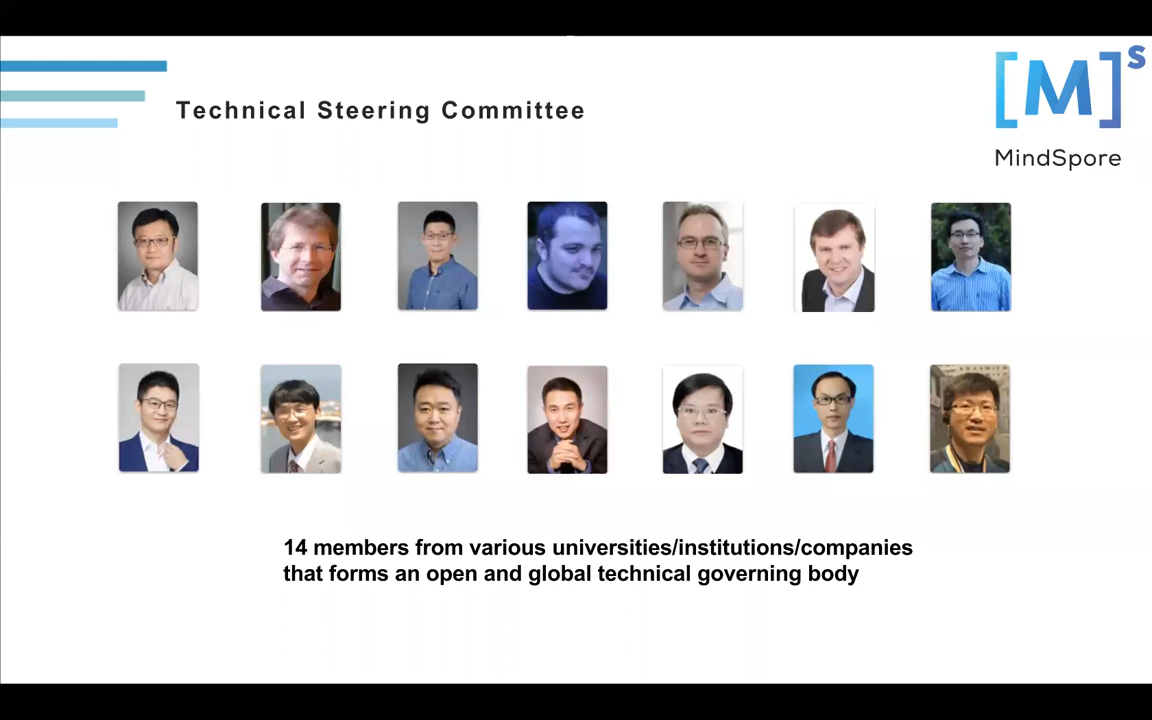 [M]s
MindSpore
Technical Steering Committee
14 members from various universities/institutions/companies
that forms an open and global technical governing body